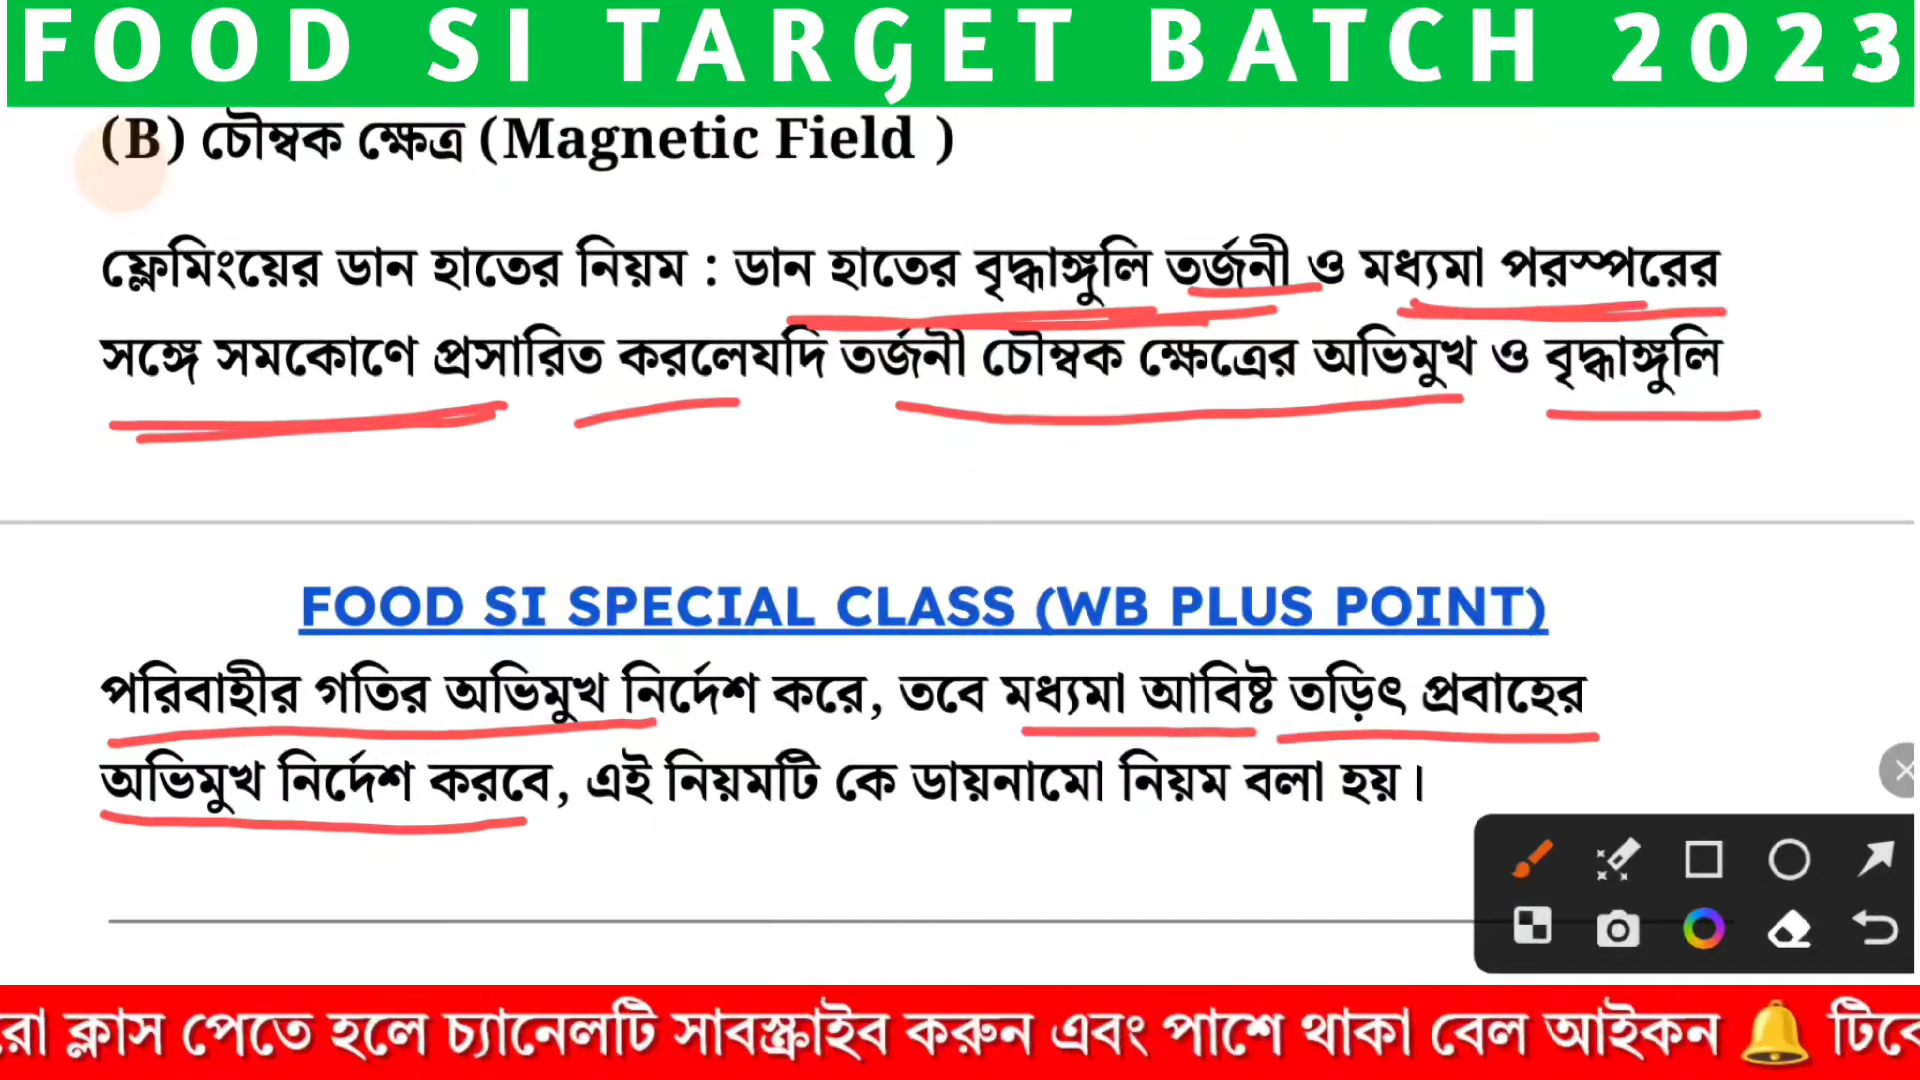 FOOD SI TARGET BATCH 2023
(B) চৌম্বক ক্ষেত্র (Magnetic Field )
ফ্লেমিংয়ের ডান হাতের নিয়ম : ডান হাতের বৃদ্ধাঙ্গুলি তর্জনী ও মধ্যমা পরস্পরের
সঙ্গে সমকোণে প্রসারিত করলেযদি তর্জনী চৌম্বক ক্ষেত্রের অভিমুখ ও বৃদ্ধাঙ্গুলি
FOOD SI SPECIAL CLASS (WB PLUS POINT)
পরিবাহীর গতির অভিমুখ নির্দেশ করে, তবে মধ্যমা আবিষ্ট তড়িৎ প্রবাহের
অভিমুখ নির্দেশ করবে, এই নিয়মটি কে ডায়নামো নিয়ম বলা হয়।
ক্লাস পেতে হলে চ্যানেলটি সাবস্ক্রাইব করুন এবং পাশে থাকা বেল আইকন